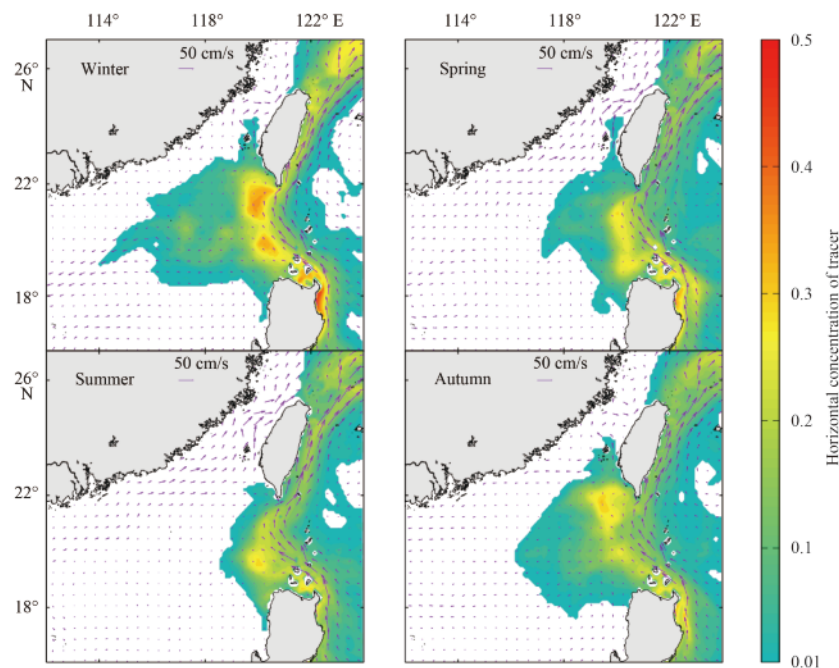 114° 118° 122° E 114° 118° 122° E
26°
N
22°
18°
Winter
50 cm/s
Spring
50 cm/s
26°
N
22°
18°
Summer
50 cm/s
Autumn
50 cm/s
0.5
0.4
0.3
0.2
0.1
0.01
Horizontal concentration of tracer